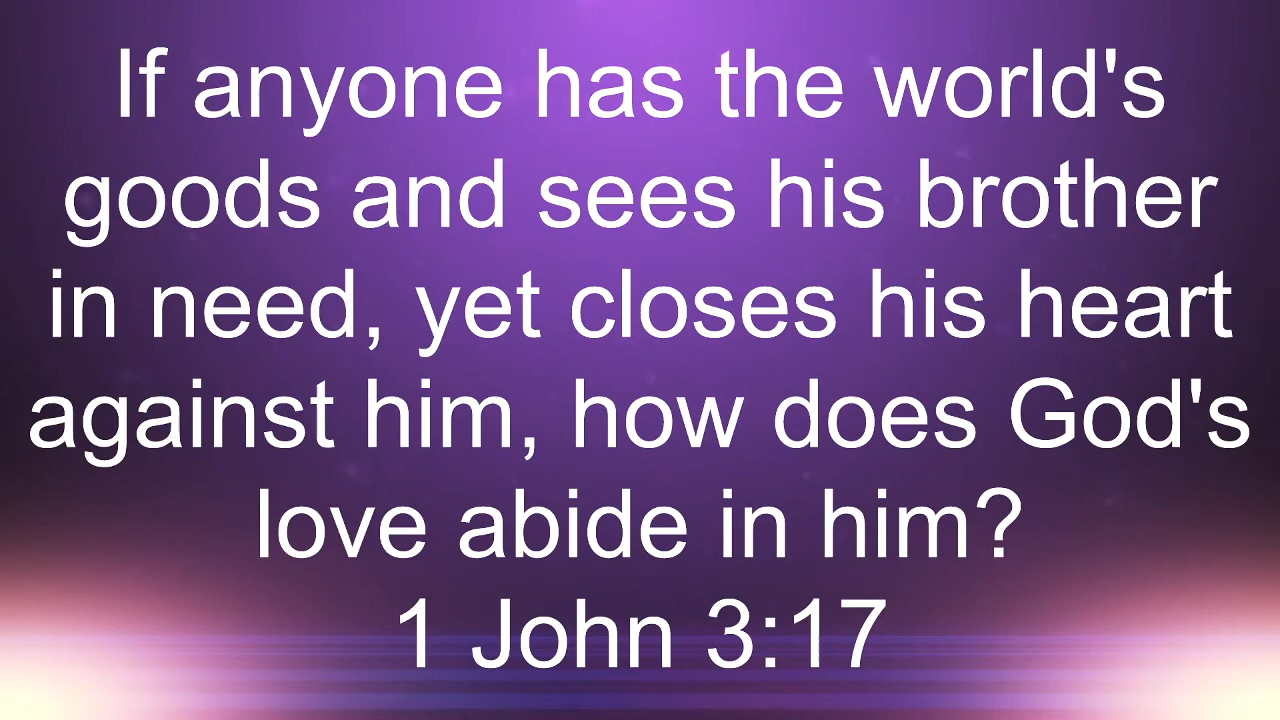 If anyone has the world's
goods and sees his brother
in need, yet closes his heart
against him, how does God's
love abide in him?
1 John 3:17